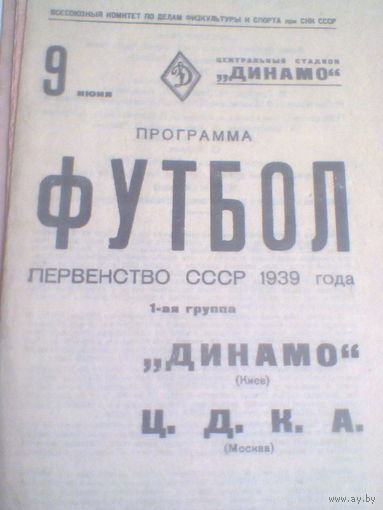 ВСЕСОЮЗНЫЙ КОМИТЕТ ПО ДЕЛАМ ФИЗКУЛЬТУРЫ И СПОРТА при СНК СССР
9 июня
Д
ЦЕНТРАЛЬНЫЙ СТАДИОН
„ДИНАМО“
ПРОГРАММА
ФУТБОЛ
ПЕРВЕНСТВО СССР 1939 года
1-ая группа
„ДИНАМО“
(Киев)
Ц. Д. К. А.
(Москва)
www.ay.by